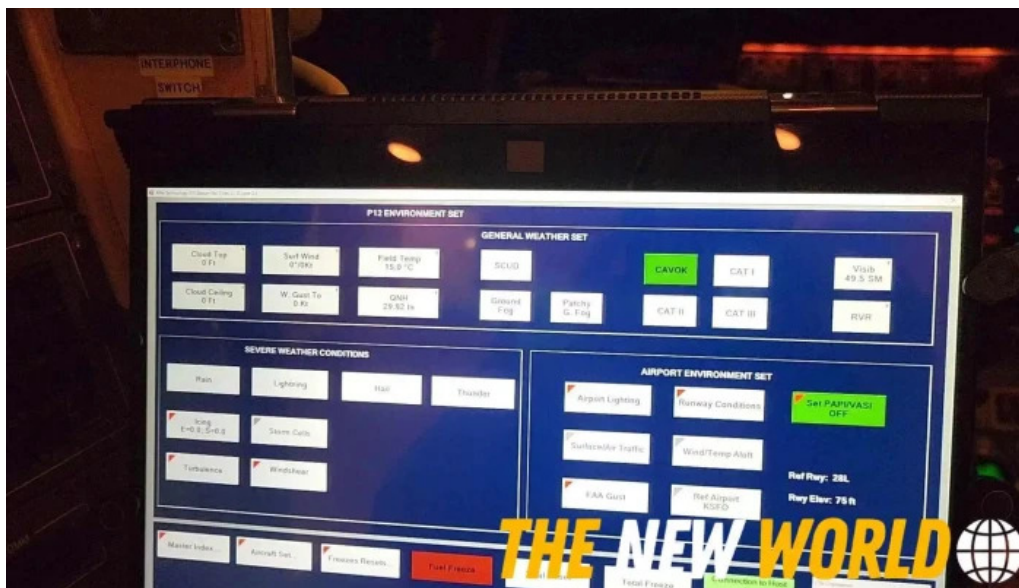 INTERPHONE
SWITCH
P12 ENVIRONMENT SET
GENERAL WEATHER SET
Cloud Top
0 Ft
Surf Wind
0°/0Kt
Field Temp
15.0 °C
SCUD
CAVOK
CAT I
Visib
49.5 SM
Cloud Ceiling
0 Ft
W. Gust To
0 Kt
QNH
29.92 In
Ground
Fog
Patchy
G. Fog
CAT II
CAT III
RVR
SEVERE WEATHER CONDITIONS
Rain
Lightning
Hail
Thunder
Icing
E=0.0, S=0.0
Storm Cells
Turbulence
Windshear
AIRPORT ENVIRONMENT SET
Airport Lighting
Runway Conditions
Set PAPI/VASI
OFF
Surface/Air Traffic
Wind/Temp Aloft
FAA Gust
Ref Airport
KSFO
Ref Rwy: 28L
Rwy Elev: 75 ft
Master Index...
Aircraft Set...
Freezes Resets...
Fuel Freeze
Total Freeze
Connection to Host
THE NEW WORLD